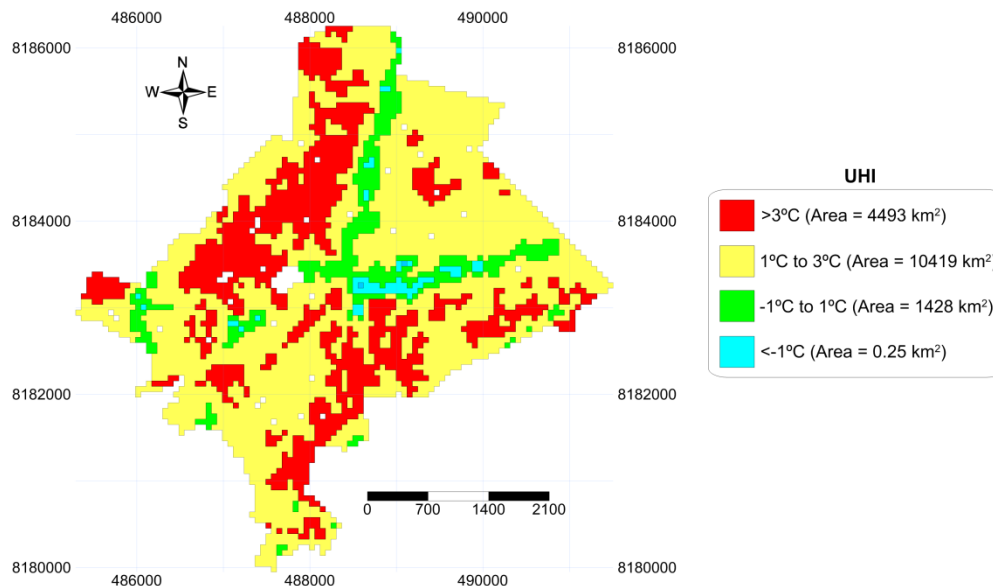 486000 488000 490000
8186000 8186000
N
W E
S
8184000 8184000
8182000 8182000
0 700 1400 2100
8180000 8180000
486000 488000 490000
UHI
>3ºC (Area = 4493 km²)
1ºC to 3ºC (Area = 10419 km²)
-1ºC to 1ºC (Area = 1428 km²)
<-1ºC (Area = 0.25 km²)